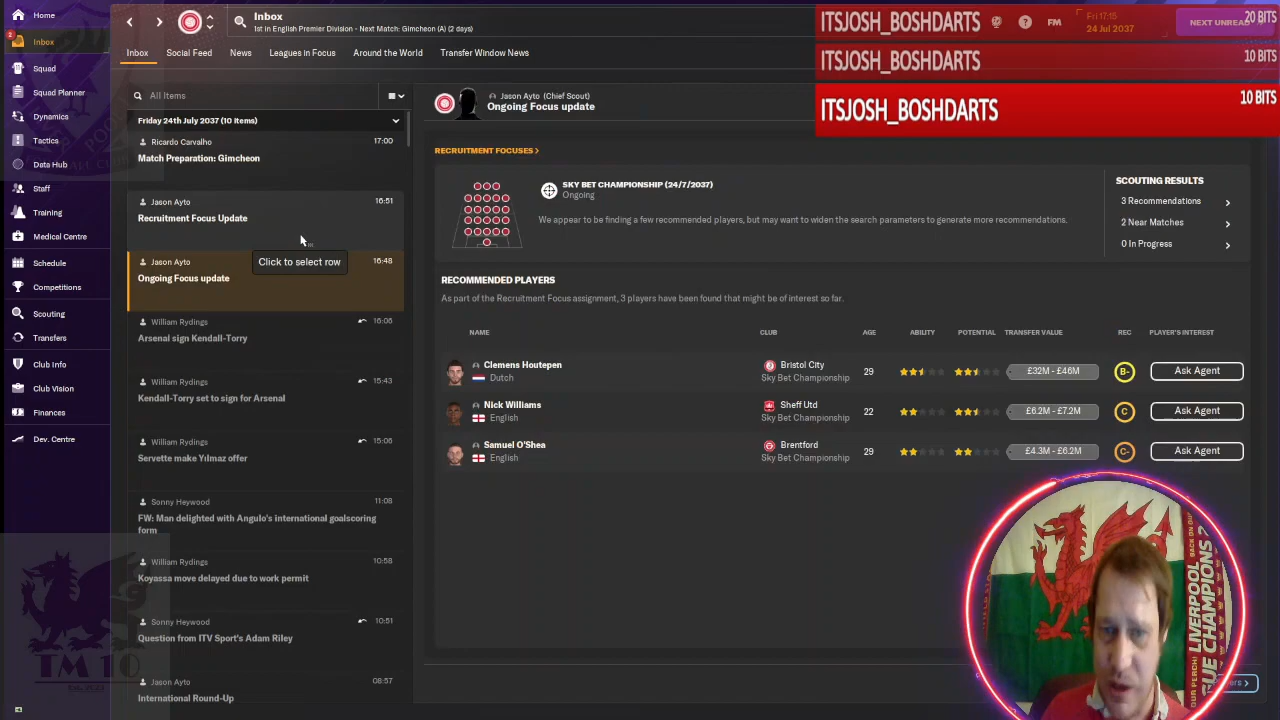 Home
2
Inbox
Squad
Squad Planner
Dynamics
Tactics
Data Hub
Staff
Training
Medical Centre
Schedule
Competitions
Scouting
Transfers
Club Info
Club Vision
Finances
Dev. Centre
Inbox
1st in English Premier Division - Next Match: Gimcheon (A) (2 days)
FM
Fri 17:15
24 Jul 2037
NEXT UNREAD
ITSJOSH_BOSHDARTS 20 BITS
ITSJOSH_BOSHDARTS 10 BITS
ITSJOSH_BOSHDARTS 10 BITS
Inbox Social Feed News Leagues in Focus Around the World Transfer Window News
All Items
Friday 24th July 2037 (10 items)
Ricardo Carvalho 17:00
Match Preparation: Gimcheon
Jason Ayto 16:51
Recruitment Focus Update
Click to select row
Jason Ayto 16:48
Ongoing Focus update
William Rydings 16:06
Arsenal sign Kendall-Torry
William Rydings 15:43
Kendall-Torry set to sign for Arsenal
William Rydings 15:06
Servette make Yılmaz offer
Sonny Heywood 11:08
FW: Man delighted with Angulo's international goalscoring
form
William Rydings 10:58
Koyassa move delayed due to work permit
Sonny Heywood 10:51
Question from ITV Sport's Adam Riley
Jason Ayto 08:57
International Round-Up
TM 10
Jason Ayto (Chief Scout)
Ongoing Focus update
RECRUITMENT FOCUSES >
SKY BET CHAMPIONSHIP (24/7/2037)
Ongoing
We appear to be finding a few recommended players, but may want to widen the search parameters to generate more recommendations.
SCOUTING RESULTS
3 Recommendations
2 Near Matches
0 In Progress
RECOMMENDED PLAYERS
As part of the Recruitment Focus assignment, 3 players have been found that might be of interest so far.
NAME CLUB AGE ABILITY POTENTIAL TRANSFER VALUE REC PLAYER'S INTEREST
Clemens Houtepen Bristol City 29 £32M - £46M B- Ask Agent
Dutch Sky Bet Championship
Nick Williams Sheff Utd 22 £6.2M - £7.2M C Ask Agent
English Sky Bet Championship
Samuel O'Shea Brentford 29 £4.3M - £6.2M C- Ask Agent
English Sky Bet Championship
LIVERPOOL